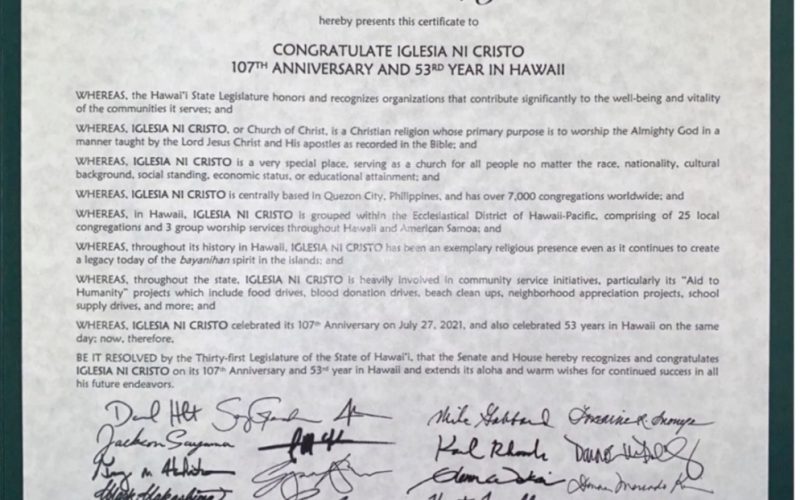 hereby presents this certificate to
CONGRATULATE IGLESIA NI CRISTO
107TH ANNIVERSARY AND 53RD YEAR IN HAWAII
WHEREAS, the Hawai'i State Legislature honors and recognizes organizations that contribute significantly to the well-being and vitality
of the communities it serves; and
WHEREAS, IGLESIA NI CRISTO, or Church of Christ, is a Christian religion whose primary purpose is to worship the Almighty God in a
manner taught by the Lord Jesus Christ and His apostles as recorded in the Bible; and
WHEREAS, IGLESIA NI CRISTO is a very special place, serving as a church for all people no matter the race, nationality, cultural
background, social standing, economic status, or educational attainment; and
WHEREAS, IGLESIA NI CRISTO is centrally based in Quezon City, Philippines, and has over 7,000 congregations worldwide; and
WHEREAS, in Hawaii, IGLESIA NI CRISTO is grouped within the Ecclesiastical District of Hawaii-Pacific, comprising of 25 local
congregations and 3 group worship services throughout Hawaii and American Samoa; and
WHEREAS, throughout its history in Hawaii, IGLESIA NI CRISTO has been an exemplary religious presence even as it continues to create
a legacy today of the bayanihan spirit in the islands; and
WHEREAS, throughout the state, IGLESIA NI CRISTO is heavily involved in community service initiatives, particularly its "Aid to
Humanity" projects which include food drives, blood donation drives, beach clean ups, neighborhood appreciation projects, school
supply drives, and more; and
WHEREAS, IGLESIA NI CRISTO celebrated its 107th Anniversary on July 27, 2021, and also celebrated 53 years in Hawaii on the same
day; now, therefore,
BE IT RESOLVED by the Thirty-first Legislature of the State of Hawai'i, that the Senate and House hereby recognizes and congratulates
IGLESIA NI CRISTO on its 107th Anniversary and 53rd year in Hawaii and extends its aloha and warm wishes for continued success in all
his future endeavors.
Mike Gabbard
Karl Rhoads